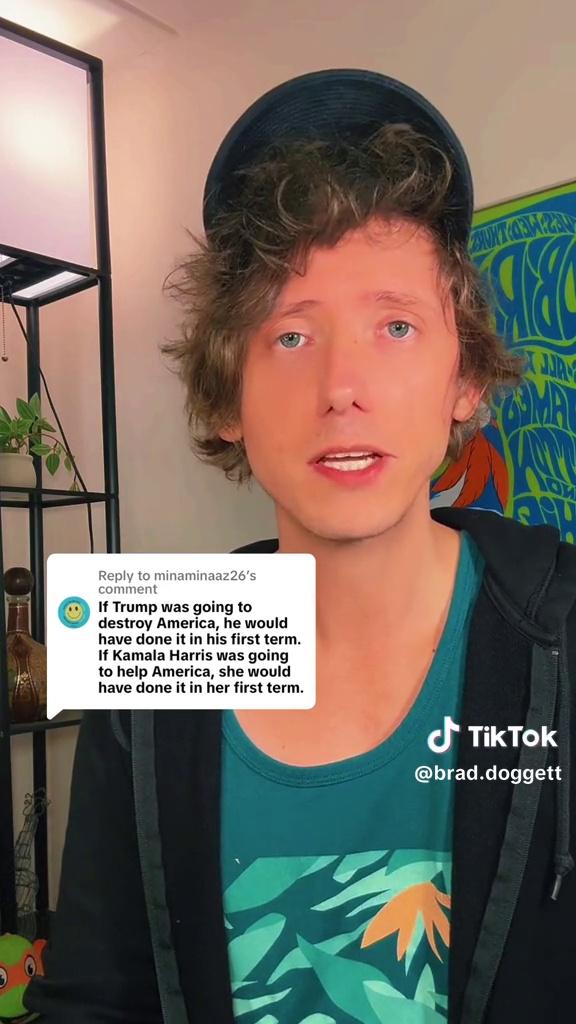 Reply to minaminaaz26's
comment
If Trump was going to
destroy America, he would
have done it in his first term.
If Kamala Harris was going
to help America, she would
have done it in her first term.
TikTok
@brad.doggett